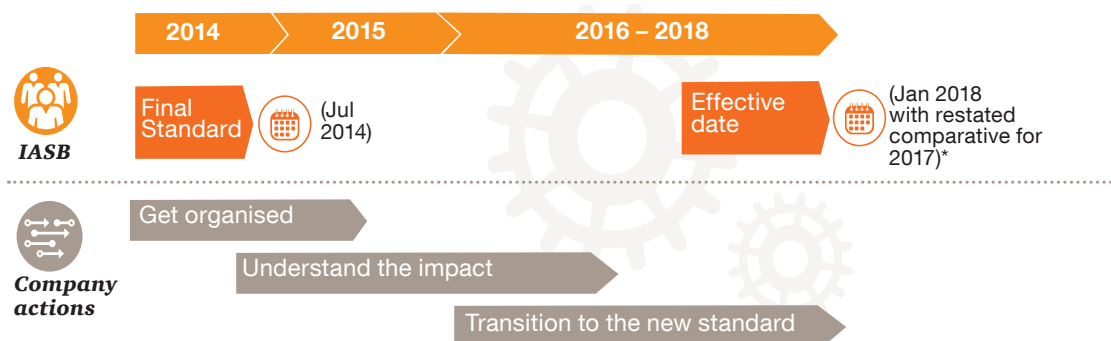 2014
2015
2016 – 2018
IASB
Final
Standard
(Jul
2014)
Effective
date
(Jan 2018
with restated
comparative for
2017)*
Company
actions
Get organised
Understand the impact
Transition to the new standard